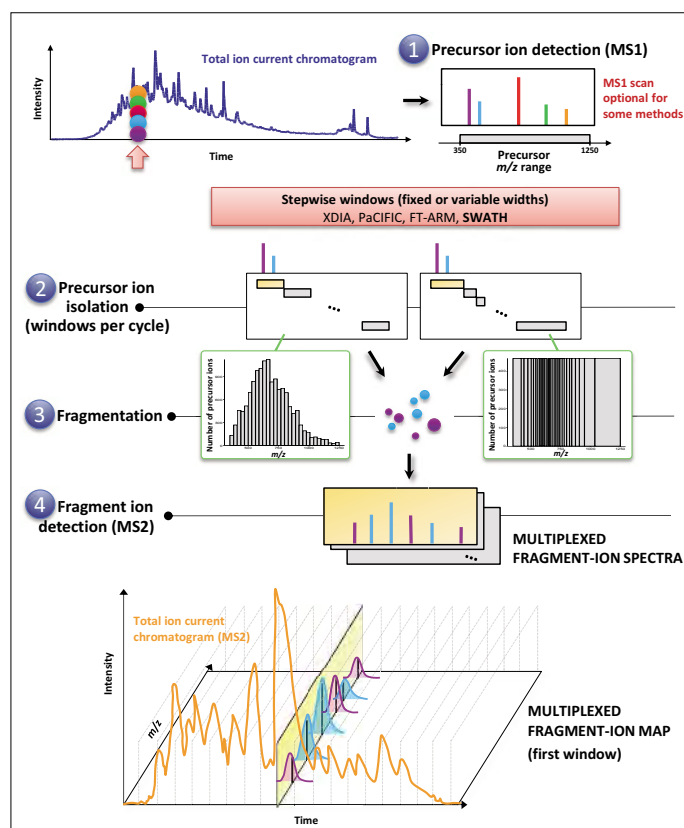 1 Precursor ion detection (MS1)
Total ion current chromatogram
Intensity
Time
MS1 scan
optional for
some methods
350
1250
Precursor
m/z range
Stepwise windows (fixed or variable widths)
XDIA, PaCIFIC, FT-ARM, SWATH
2 Precursor ion
isolation
(windows per cycle)
...
...
3 Fragmentation
Number of precursor ions
m/z
Number of precursor ions
m/z
4 Fragment ion
detection (MS2)
...
MULTIPLEXED
FRAGMENT-ION SPECTRA
Total ion current
chromatogram (MS2)
Intensity
m/z
Time
MULTIPLEXED
FRAGMENT-ION MAP
(first window)